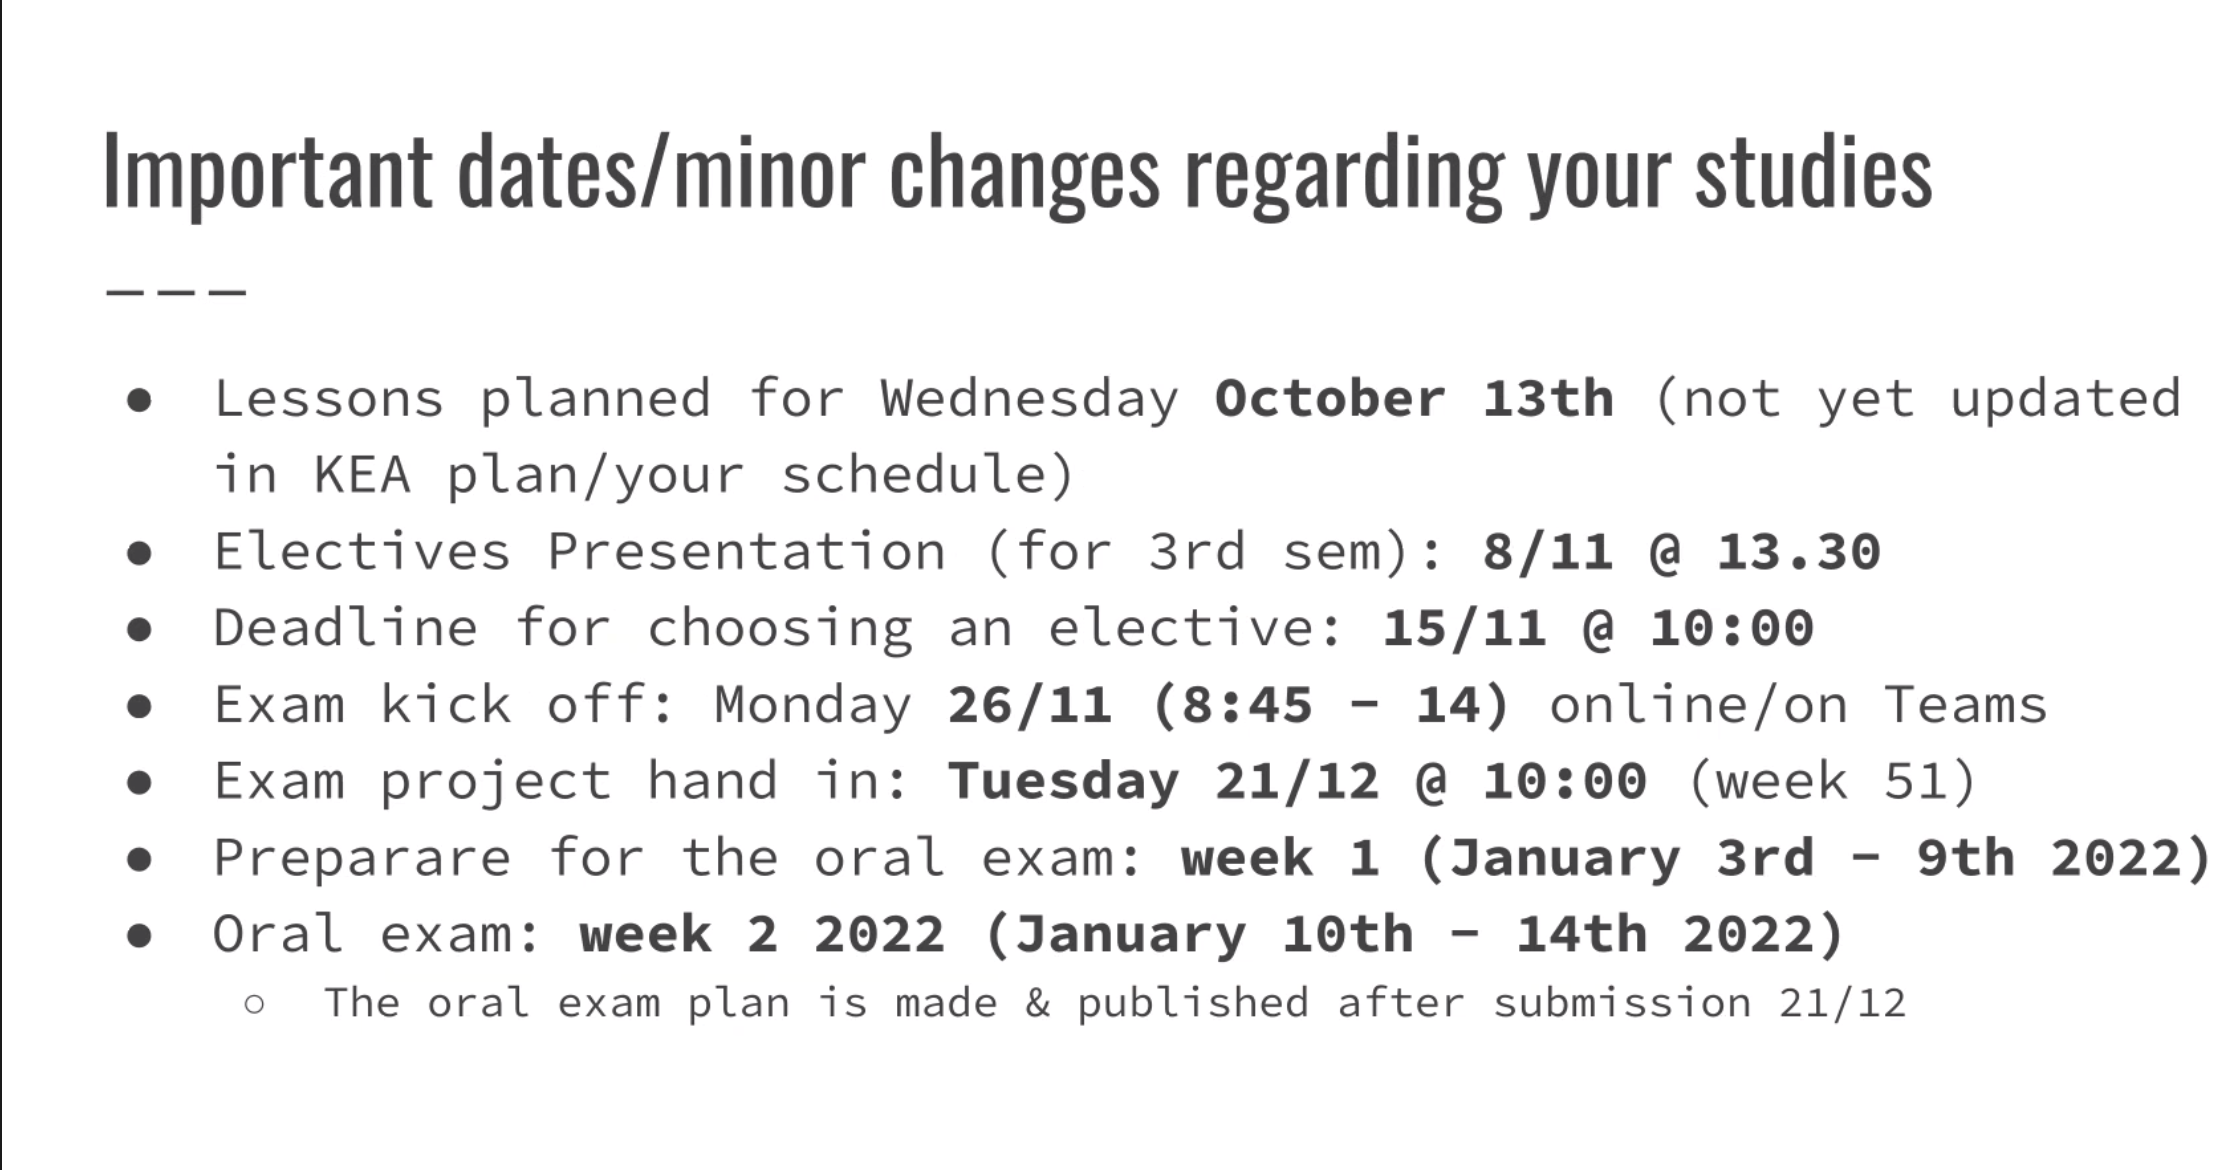 Important dates/minor changes regarding your studies
———
● Lessons planned for Wednesday October 13th (not yet updated
in KEA plan/your schedule)
● Electives Presentation (for 3rd sem): 8/11 @ 13.30
● Deadline for choosing an elective: 15/11 @ 10:00
● Exam kick off: Monday 26/11 (8:45 – 14) online/on Teams
● Exam project hand in: Tuesday 21/12 @ 10:00 (week 51)
● Preparare for the oral exam: week 1 (January 3rd – 9th 2022)
● Oral exam: week 2 2022 (January 10th – 14th 2022)
○ The oral exam plan is made & published after submission 21/12